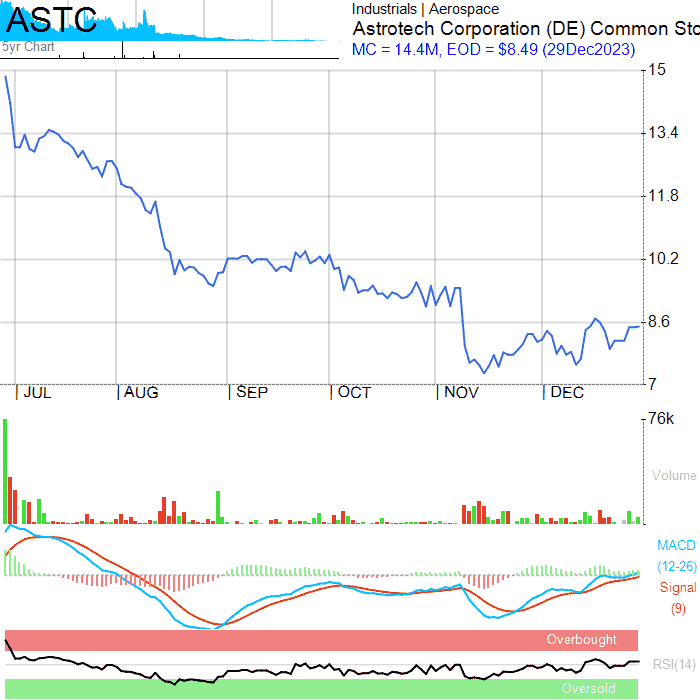 ASTC
5yr Chart
Industrials | Aerospace
Astrotech Corporation (DE) Common Sto
MC = 14.4M, EOD = $8.49 (29Dec2023)
15
13.4
11.8
10.2
8.6
7
JUL AUG SEP OCT NOV DEC
76k
Volume
MACD
(12-26)
Signal
(9)
Overbought
RSI(14)
Oversold